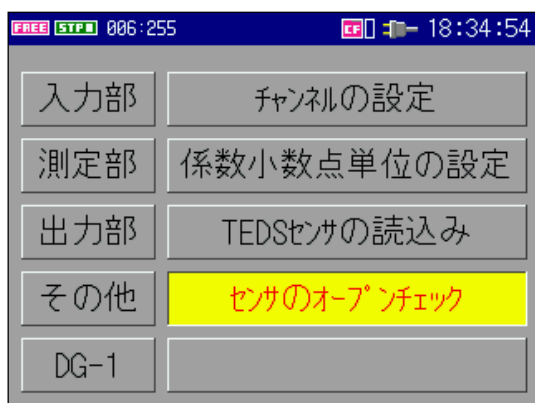 FREE STPⅡ 006:255 CF 18:34:54
入力部 ﾁｬﾝﾈﾙの設定
測定部 係数小数点単位の設定
出力部 TEDSｾﾝｻの読込み
その他 ｾﾝｻのオープンチェック
DG-1